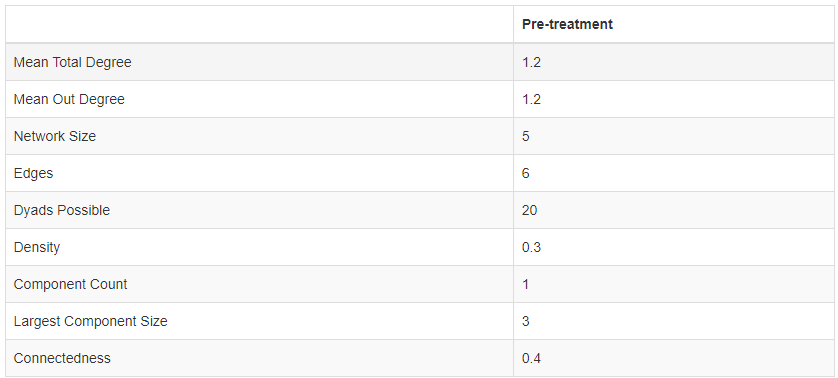 Pre-treatment
Mean Total Degree 1.2
Mean Out Degree 1.2
Network Size 5
Edges 6
Dyads Possible 20
Density 0.3
Component Count 1
Largest Component Size 3
Connectedness 0.4